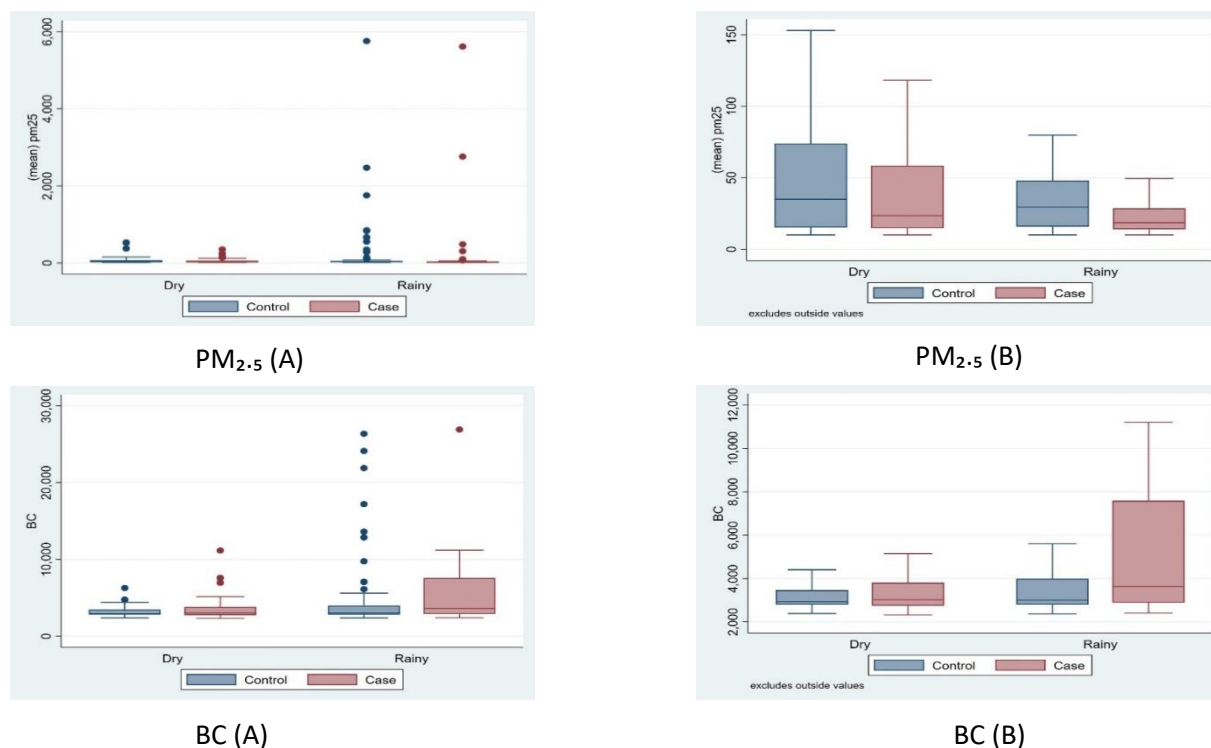 6,000
4,000
2,000
0
(mean) pm25
Dry Rainy
Control Case
PM₂.₅ (A)
150
100
50
0
(mean) pm25
Dry Rainy
Control Case
excludes outside values
PM₂.₅ (B)
30,000
20,000
10,000
0
BC
Dry Rainy
Control Case
BC (A)
12,000
10,000
8,000
6,000
4,000
2,000
BC
Dry Rainy
Control Case
excludes outside values
BC (B)